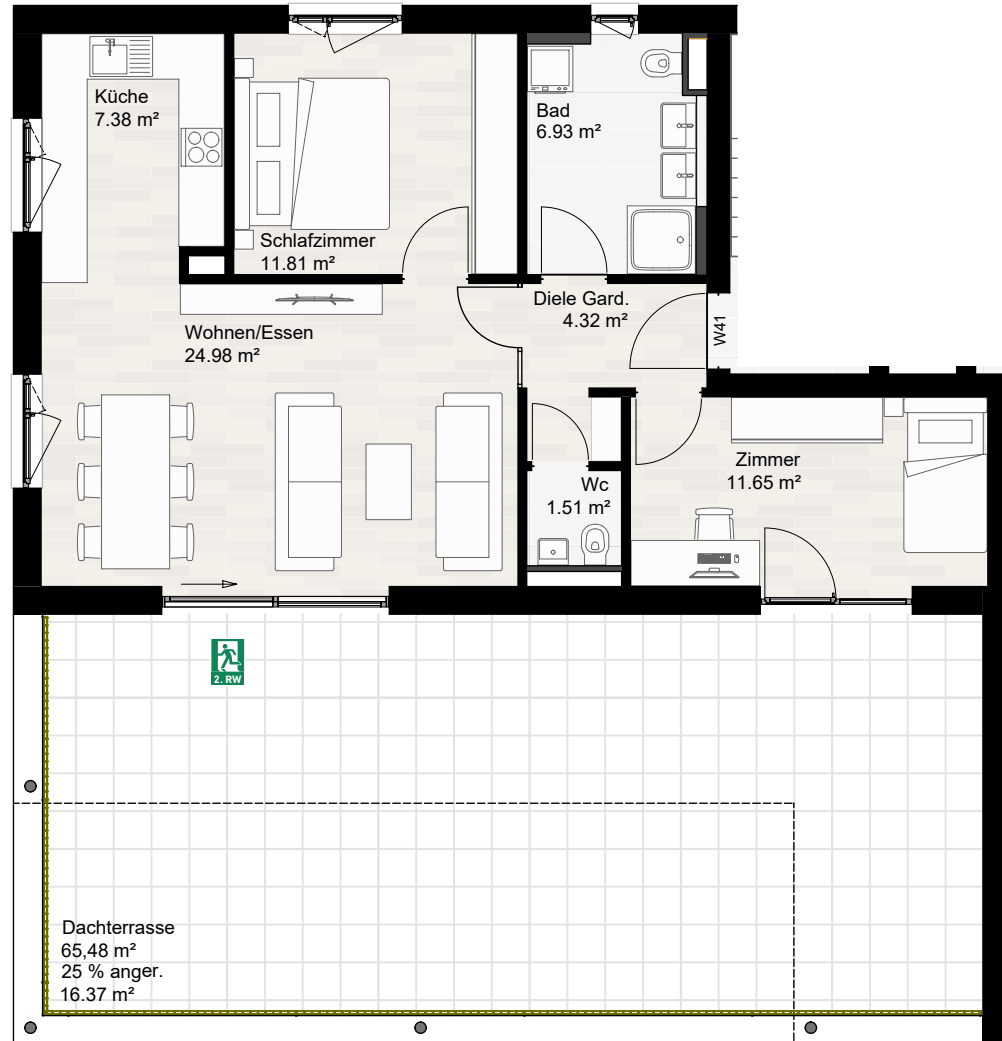 Küche
7.38 m²
Bad
6.93 m²
Schlafzimmer
11.81 m²
Diele Gard.
4.32 m²
W41
Wohnen/Essen
24.98 m²
Zimmer
11.65 m²
Wc
1.51 m²
2. RW
Dachterrasse
65,48 m²
25 % anger.
16.37 m²